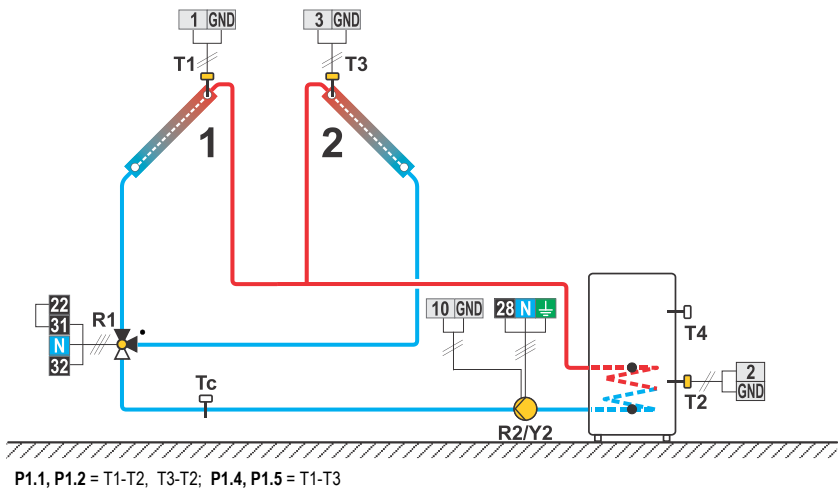 1 GND
3 GND
T1
T3
1
2
22
31
N
32
R1
10 GND
28 N
T4
2
GND
T2
Tc
R2/Y2
P1.1, P1.2 = T1-T2, T3-T2; P1.4, P1.5 = T1-T3